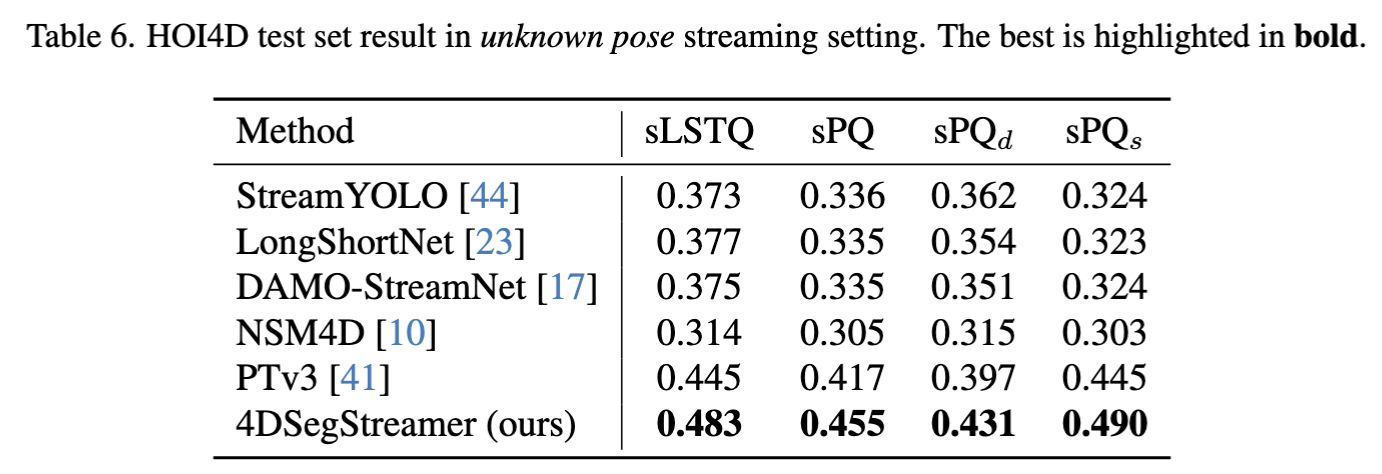 Table 6. HOI4D test set result in unknown pose streaming setting. The best is highlighted in bold.
Method sLSTQ sPQ sPQd sPQs
StreamYOLO [44] 0.373 0.336 0.362 0.324
LongShortNet [23] 0.377 0.335 0.354 0.323
DAMO-StreamNet [17] 0.375 0.335 0.351 0.324
NSM4D [10] 0.314 0.305 0.315 0.303
PTv3 [41] 0.445 0.417 0.397 0.445
4DSegStreamer (ours) 0.483 0.455 0.431 0.490